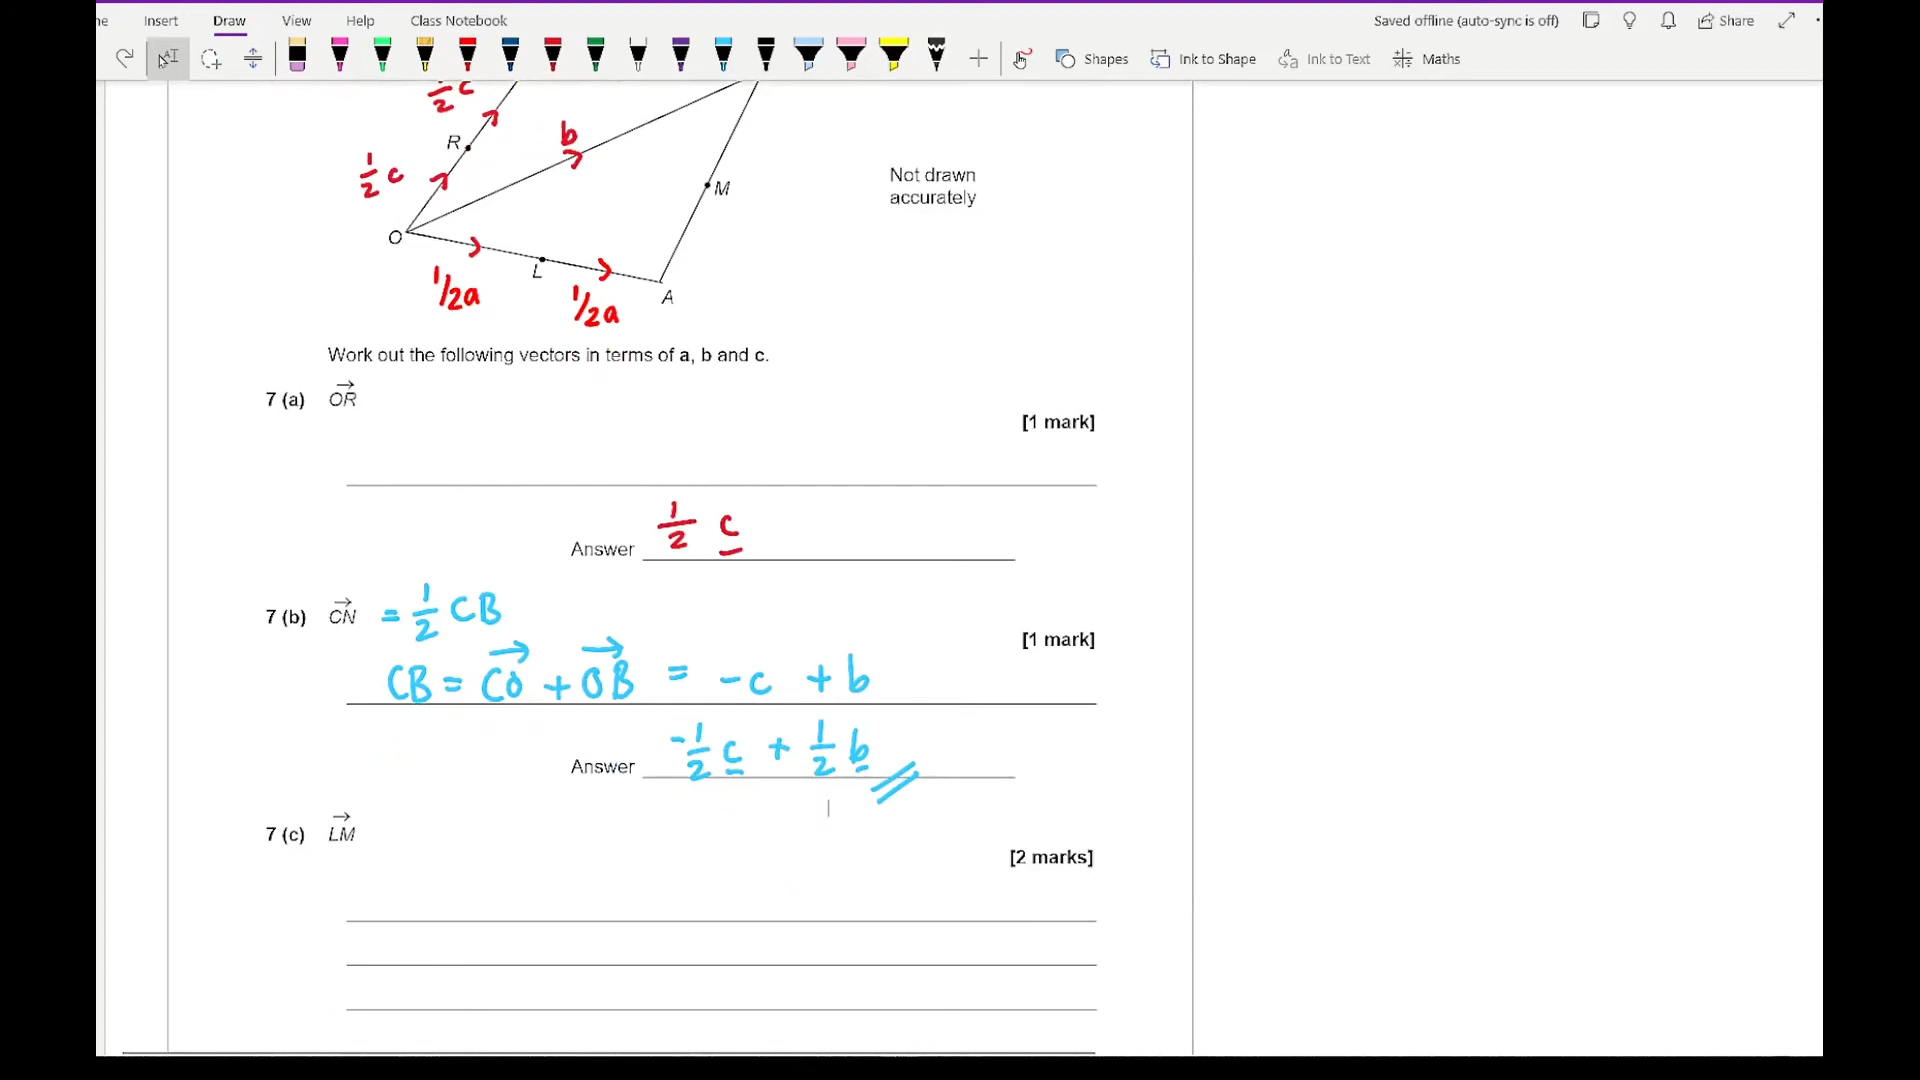 ne Insert Draw View Help Class Notebook Saved offline (auto-sync is off) Share
Shapes Ink to Shape Ink to Text Maths
1/2 c
b
R
1/2 c
M
Not drawn
accurately
O
L
1/2a
1/2a
A
Work out the following vectors in terms of a, b and c.
7 (a) OR
[1 mark]
Answer 1/2 c
7 (b) CN = 1/2 CB
[1 mark]
CB = CO + OB = -c + b
Answer -1/2 c + 1/2 b
7 (c) LM
[2 marks]